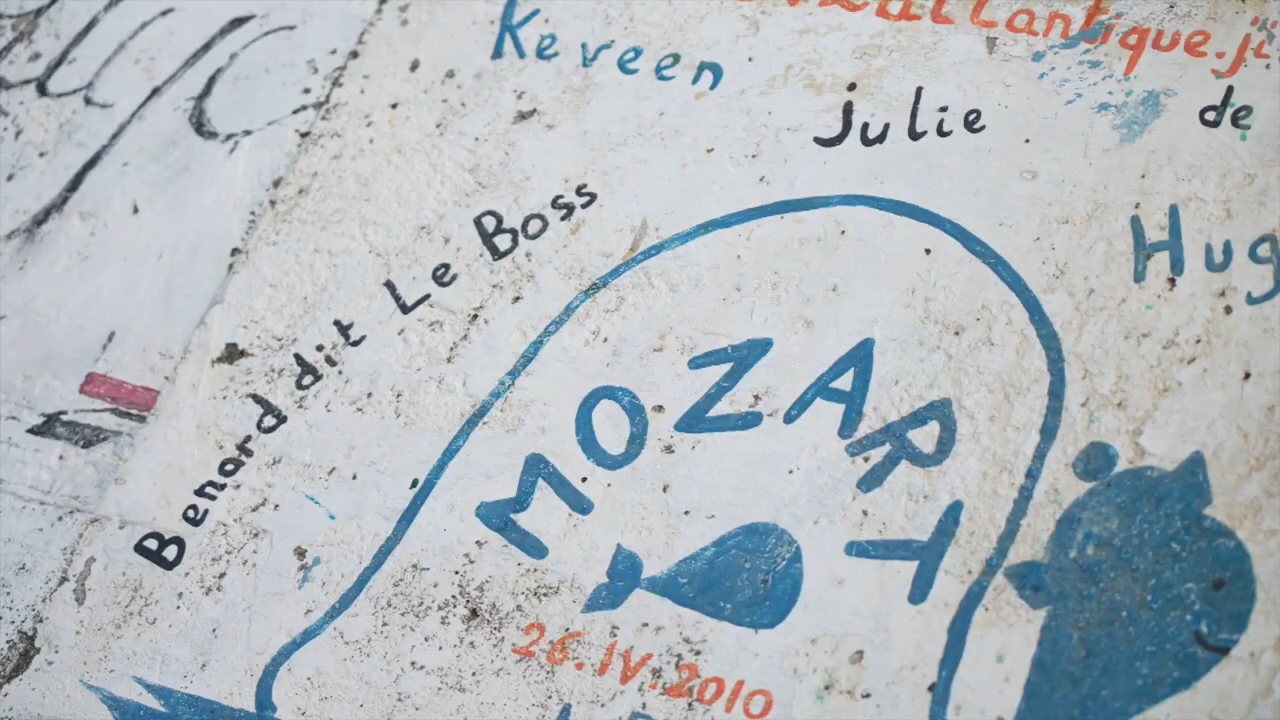 Keveen
julie
de
Hug
Benard dit Le Boss
MOZART
26.IV.2010